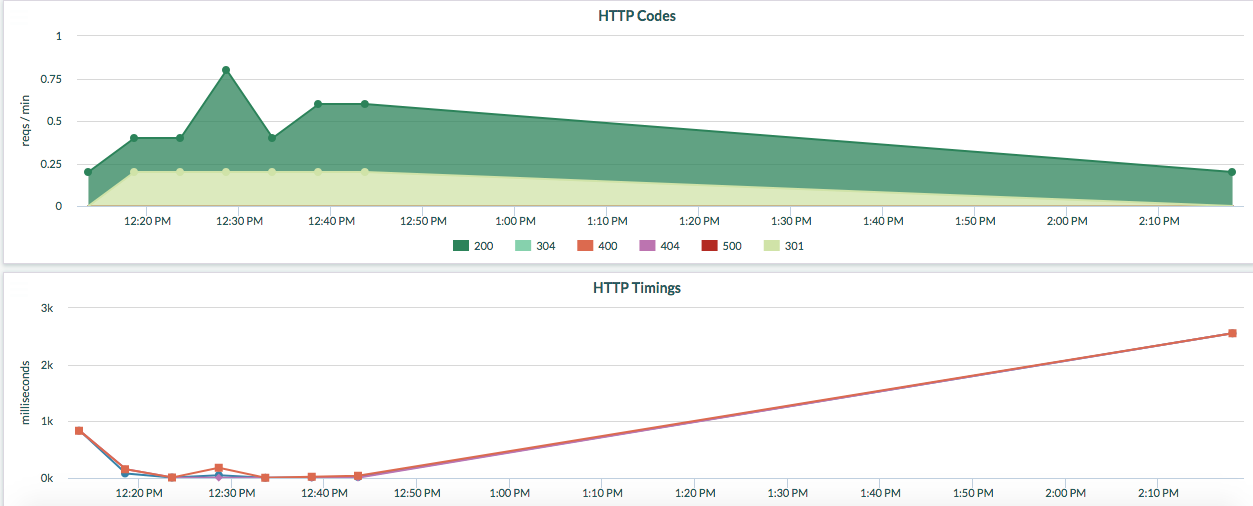 HTTP Codes
1
0.75
0.5
0.25
0
reqs / min
12:20 PM 12:30 PM 12:40 PM 12:50 PM 1:00 PM 1:10 PM 1:20 PM 1:30 PM 1:40 PM 1:50 PM 2:00 PM 2:10 PM
200 304 400 404 500 301
HTTP Timings
3k
2k
1k
0k
milliseconds
12:20 PM 12:30 PM 12:40 PM 12:50 PM 1:00 PM 1:10 PM 1:20 PM 1:30 PM 1:40 PM 1:50 PM 2:00 PM 2:10 PM